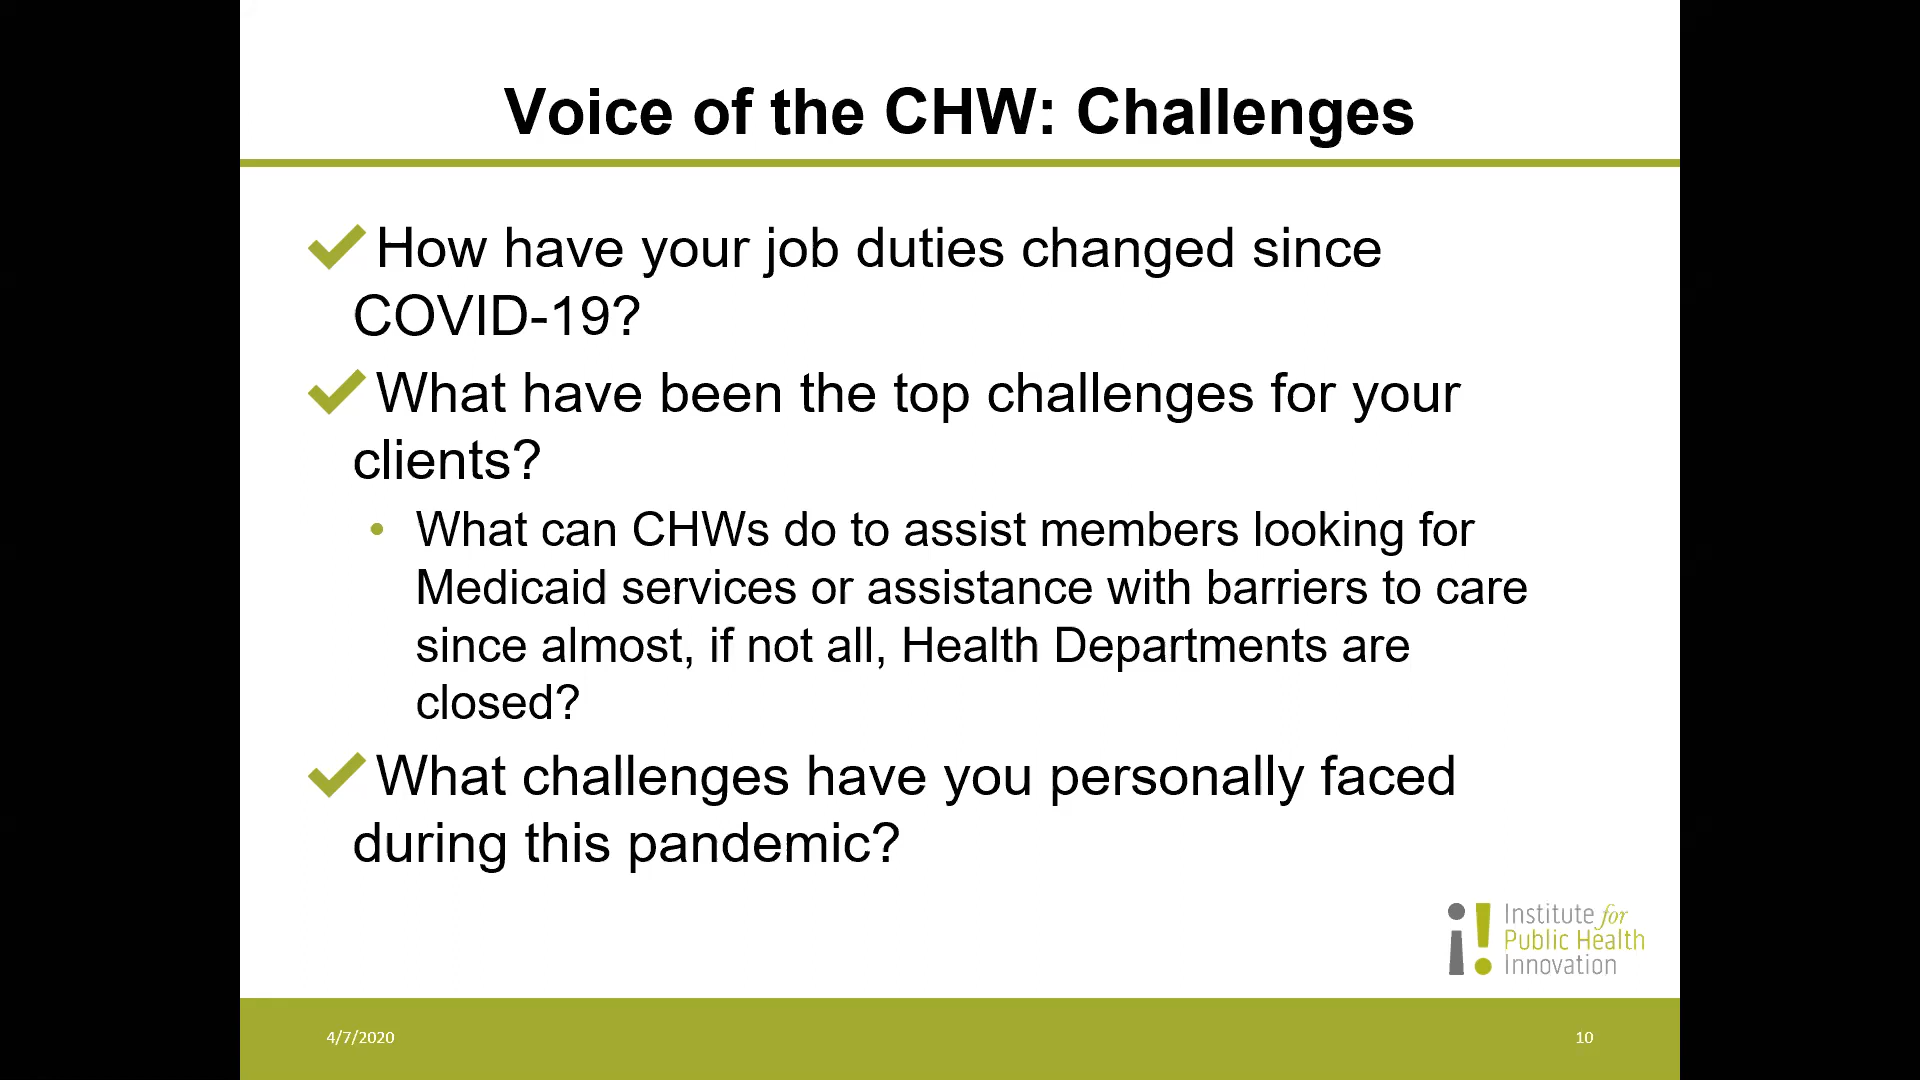 Voice of the CHW: Challenges
How have your job duties changed since
COVID-19?
What have been the top challenges for your
clients?
• What can CHWs do to assist members looking for
Medicaid services or assistance with barriers to care
since almost, if not all, Health Departments are
closed?
What challenges have you personally faced
during this pandemic?
Institute for
Public Health
Innovation
4/7/2020
10